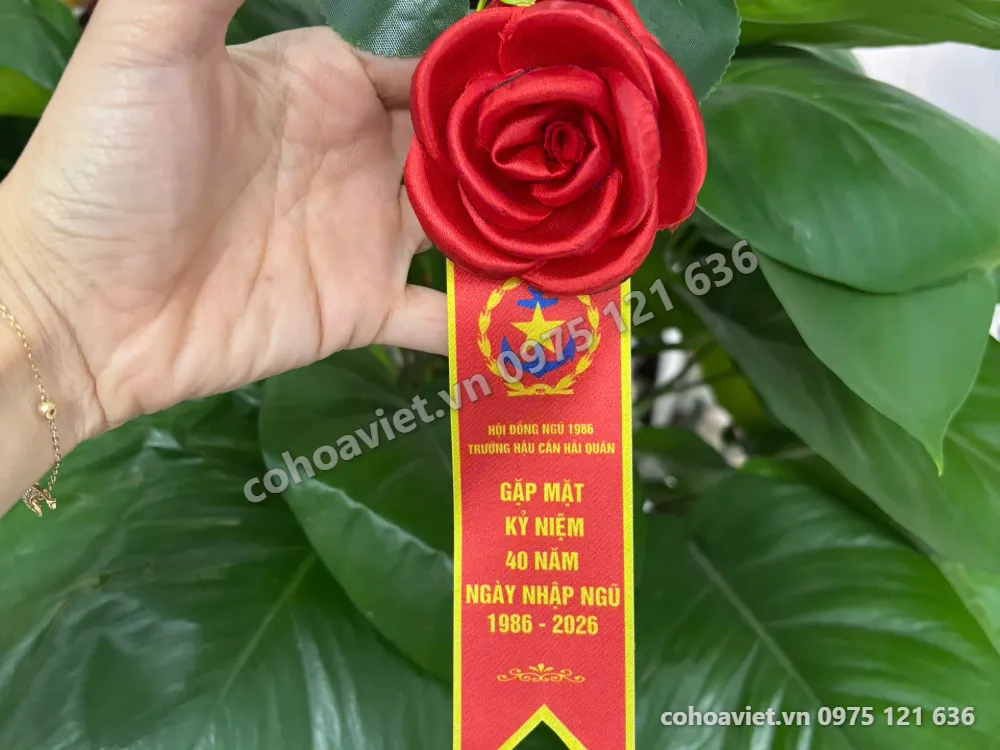 cohoaviet.vn 0975 121 636
HỘI ĐỒNG NGŨ 1986
TRƯỜNG HẬU CẦN HẢI QUÂN
GẶP MẶT
KỶ NIỆM
40 NĂM
NGÀY NHẬP NGŨ
1986 - 2026
cohoaviet.vn 0975 121 636